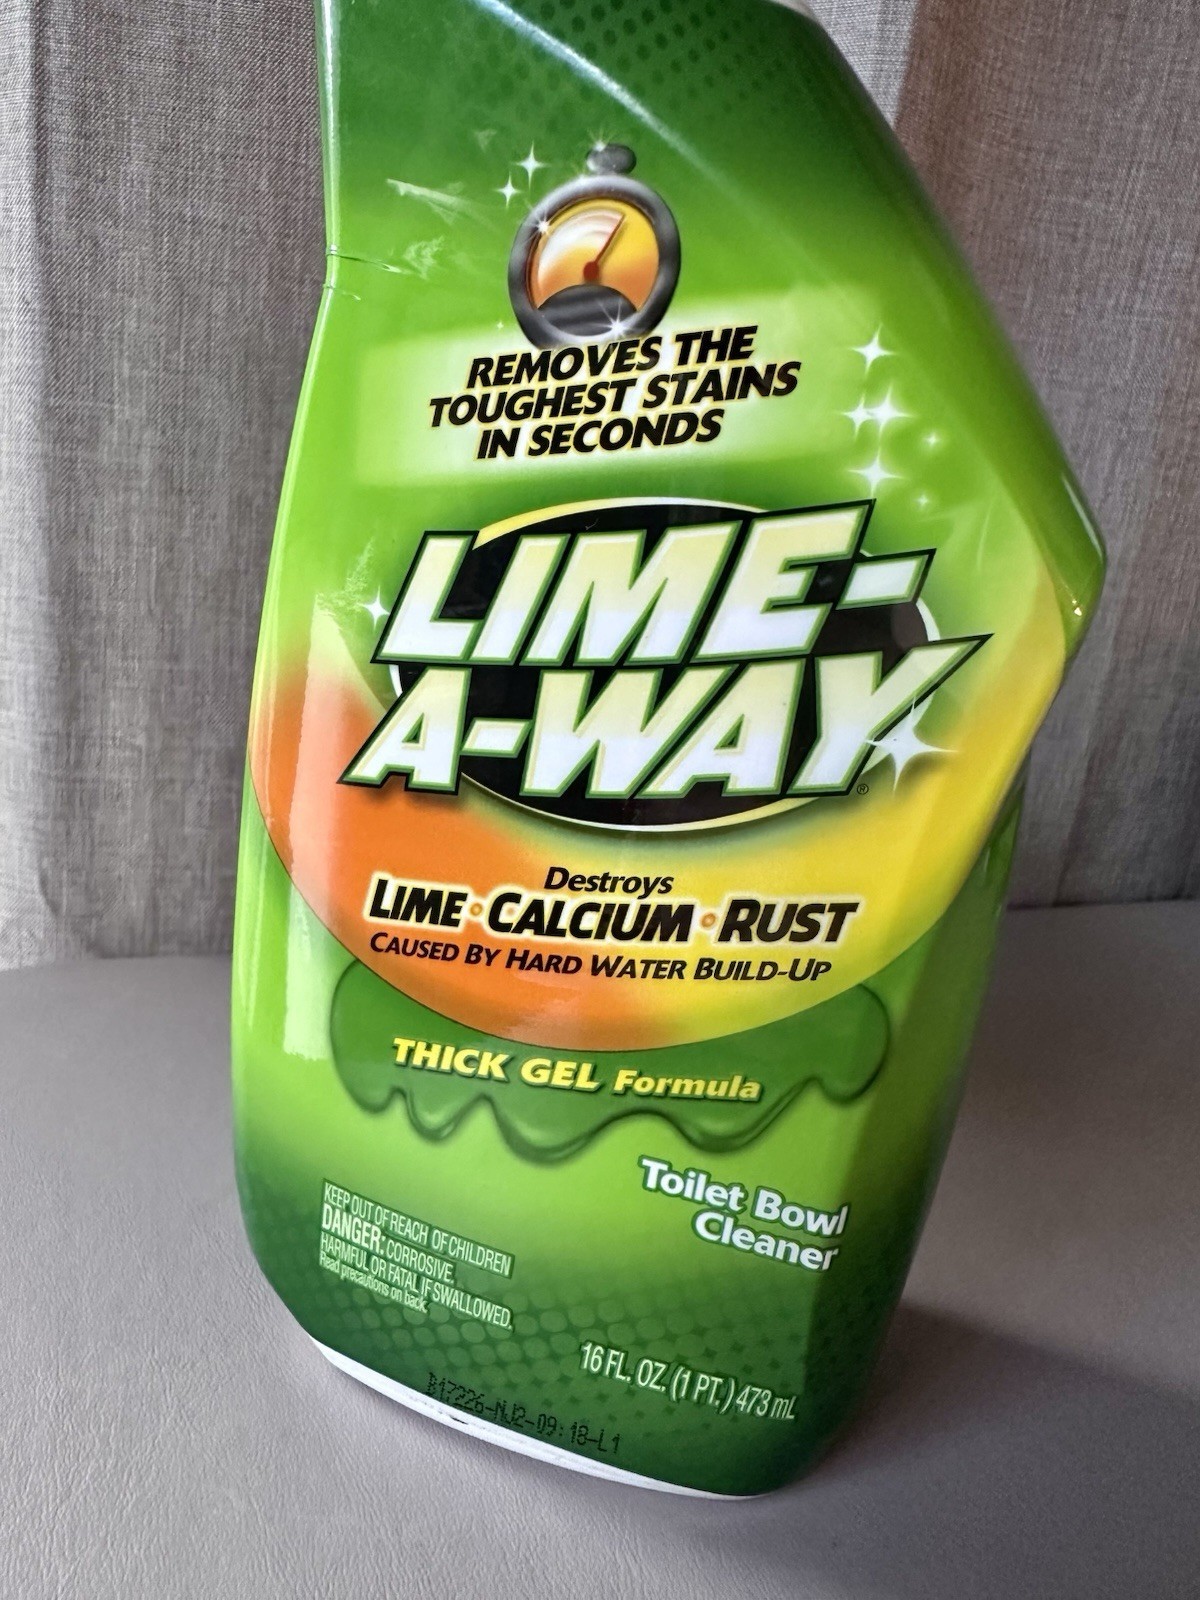 REMOVES THE
TOUGHEST STAINS
IN SECONDS
LIME-
A-WAY®
Destroys
LIME • CALCIUM • RUST
CAUSED BY HARD WATER BUILD-UP
THICK GEL Formula
Toilet Bowl
Cleaner
KEEP OUT OF REACH OF CHILDREN
DANGER: CORROSIVE.
HARMFUL OR FATAL IF SWALLOWED.
Read precautions on back.
16 FL. OZ. (1 PT.) 473 mL
B17226-NJ2-09:18-L1